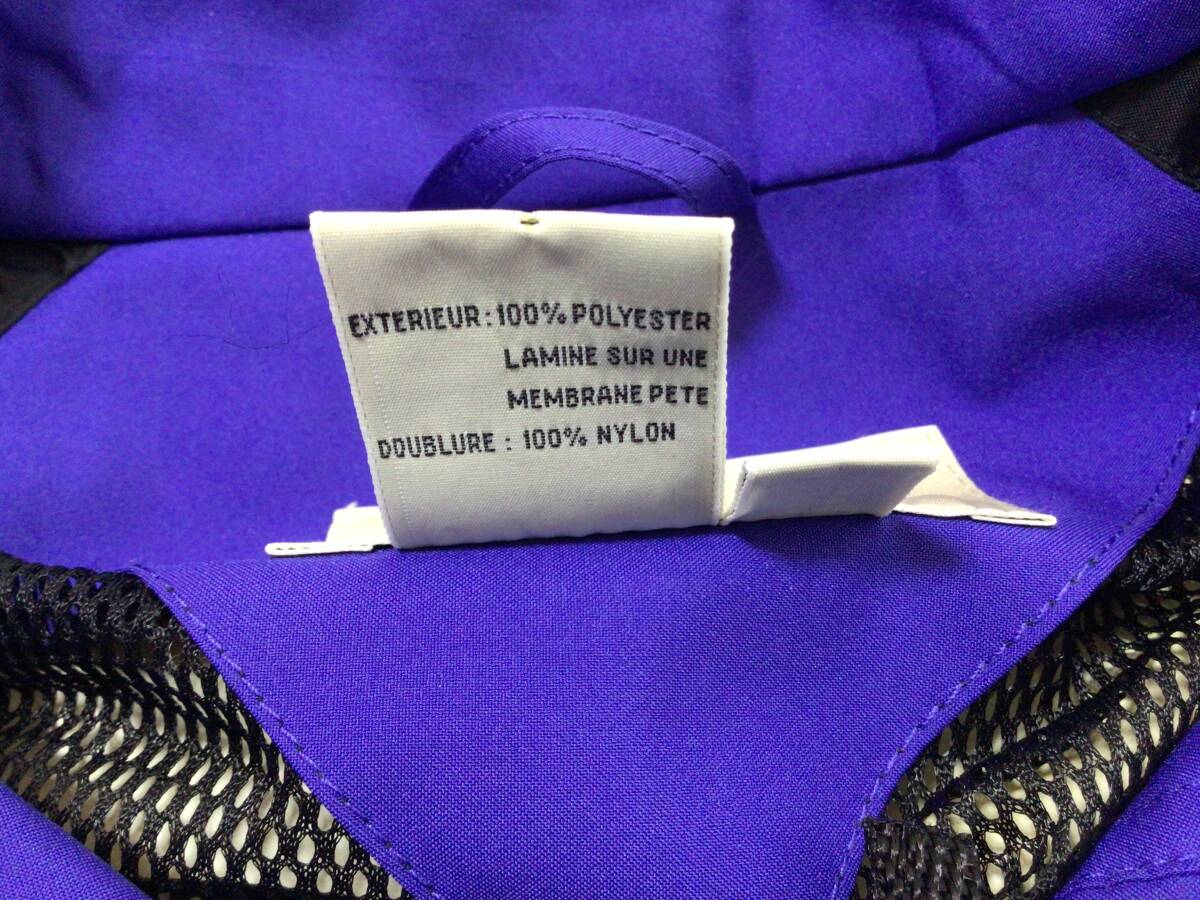 EXTERIEUR : 100% POLYESTER
LAMINE SUR UNE
MEMBRANE PETE
DOUBLURE : 100% NYLON